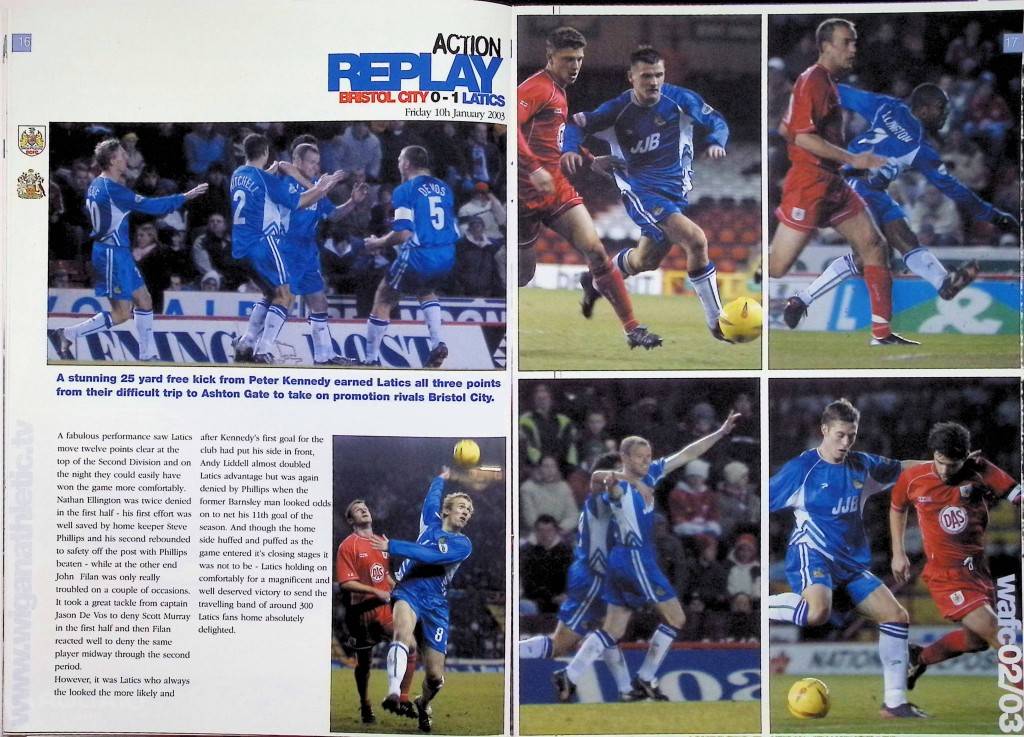 16
ACTION
REPLAY
BRISTOL CITY 0-1 LATICS
Friday 10h January 2003
MITCHELL
2
DE VOS
5
A stunning 25 yard free kick from Peter Kennedy earned Latics all three points
from their difficult trip to Ashton Gate to take on promotion rivals Bristol City.
A fabulous performance saw Latics
move twelve points clear at the
top of the Second Division and on
the night they could easily have
won the game more comfortably.
Nathan Ellington was twice denied
in the first half - his first effort was
well saved by home keeper Steve
Phillips and his second rebounded
to safety off the post with Phillips
beaten - while at the other end
John Filan was only really
troubled on a couple of occasions.
It took a great tackle from captain
Jason De Vos to deny Scott Murray
in the first half and then Filan
reacted well to deny the same
player midway through the second
period.
However, it was Latics who always
the looked the more likely and
after Kennedy's first goal for the
club had put his side in front,
Andy Liddell almost doubled
Latics advantage but was again
denied by Phillips when the
former Barnsley man looked odds
on to net his 11th goal of the
season. And though the home
side huffed and puffed as the
game entered it's closing stages it
was not to be - Latics holding on
comfortably for a magnificent and
well deserved victory to send the
travelling band of around 300
Latics fans home absolutely
delighted.
DAS
8
www.wiganathletic.tv
17
JJB
LLINGTON
JJB
DAS
NATION
wafc02/03